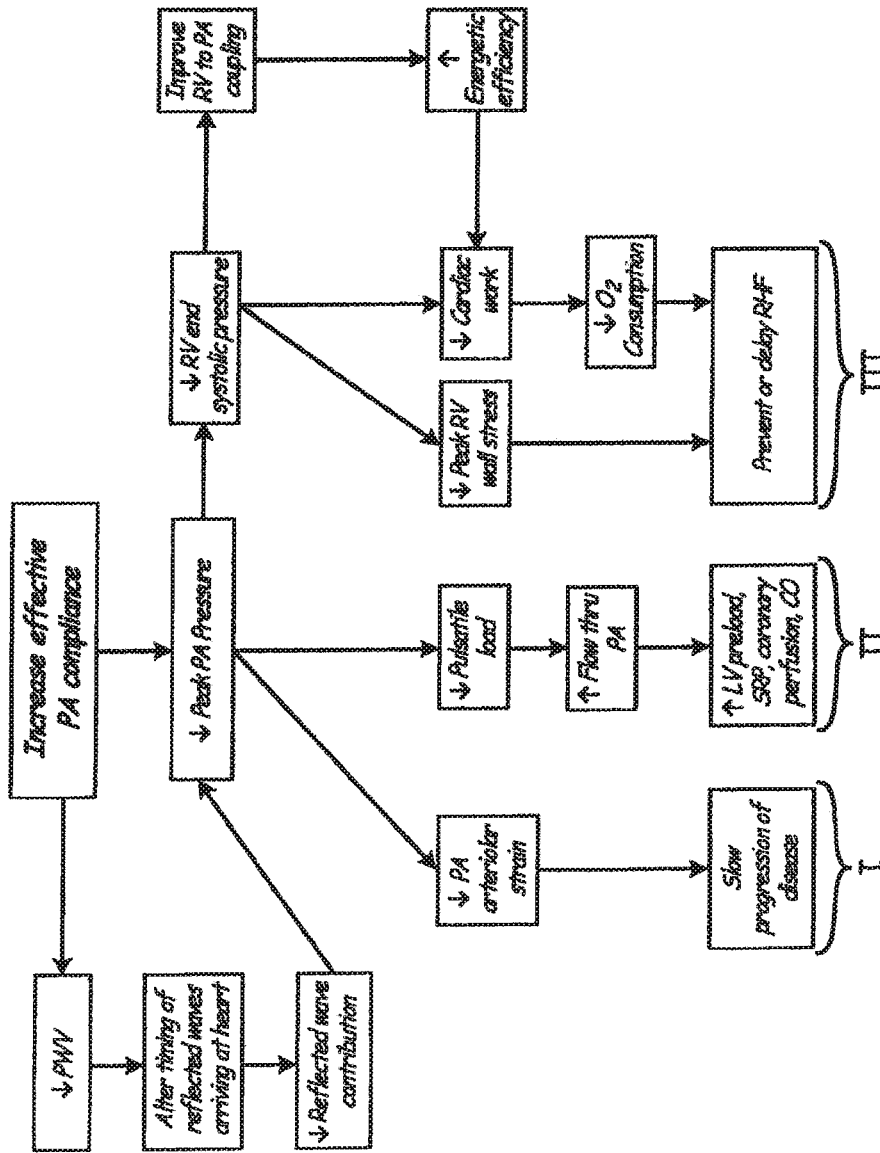 Increase effective
PA compliance
↓ PWV
Alter timing of
reflected waves
arriving at heart
↓ Reflected wave
contribution
↓ Peak PA Pressure
↓ RV end
systolic pressure
Improve
RV to PA
coupling
↑
Energetic
efficiency
↓ PA
arteriolar
strain
↓ Pulsatile
load
↓ Peak RV
wall stress
↓ Cardiac
work
↑ Flow thru
PA
↓ O2
Consumption
Slow
progression of
disease
↑ LV preload,
SRP, coronary
perfusion, CO
Prevent or delay RHF
I
II
III